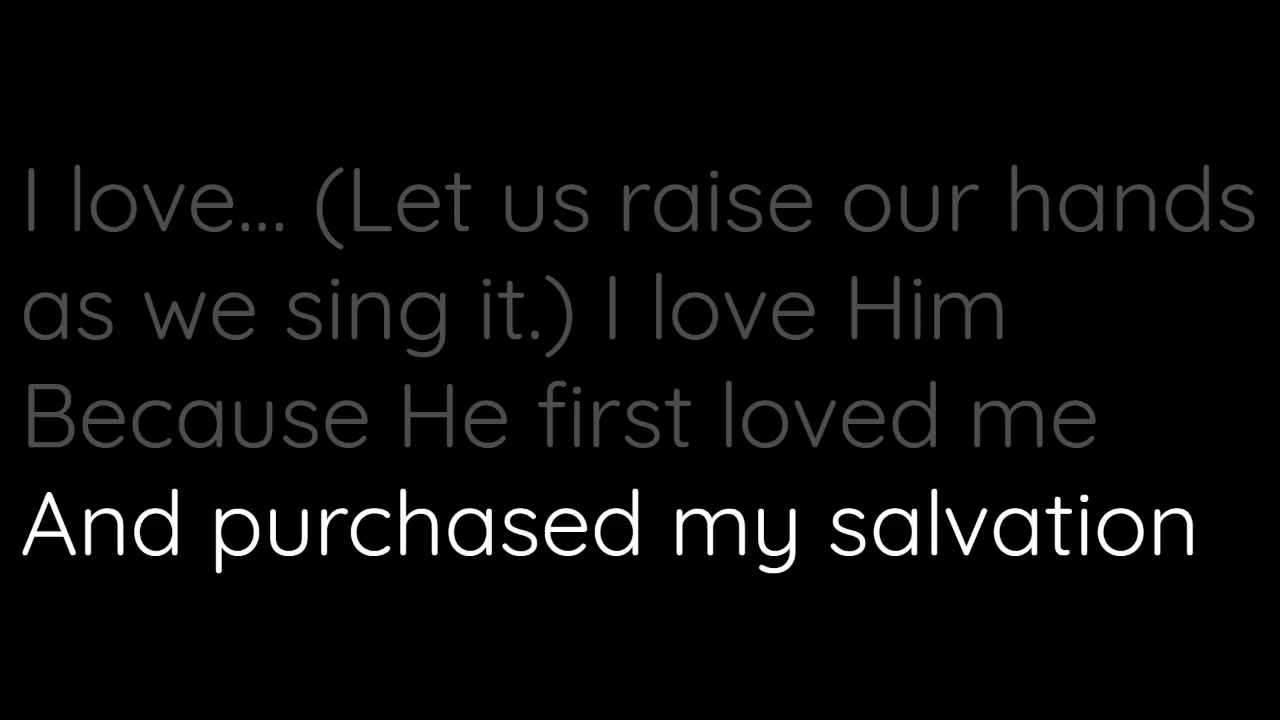 I love... (Let us raise our hands
as we sing it.) I love Him
Because He first loved me
And purchased my salvation